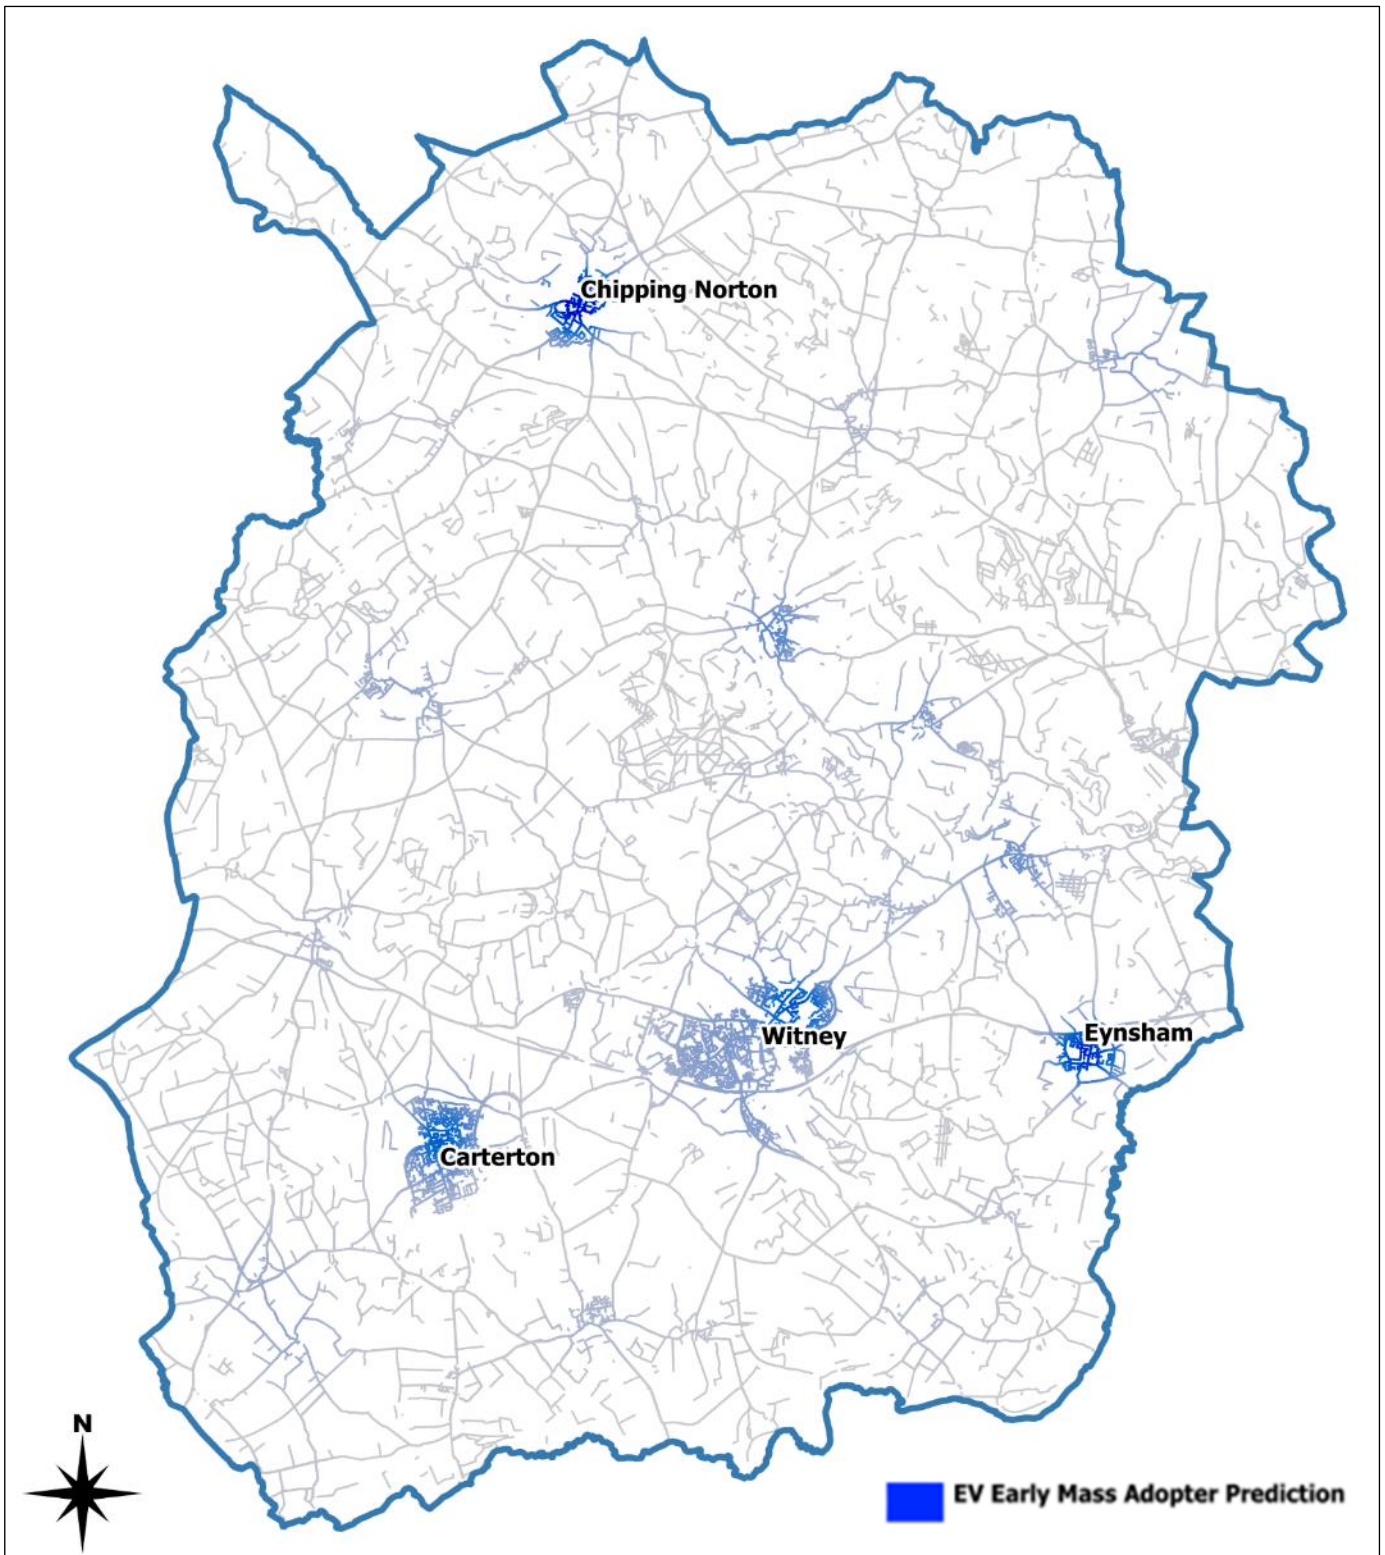 Chipping Norton
Witney
Eynsham
Carterton
N
EV Early Mass Adopter Prediction